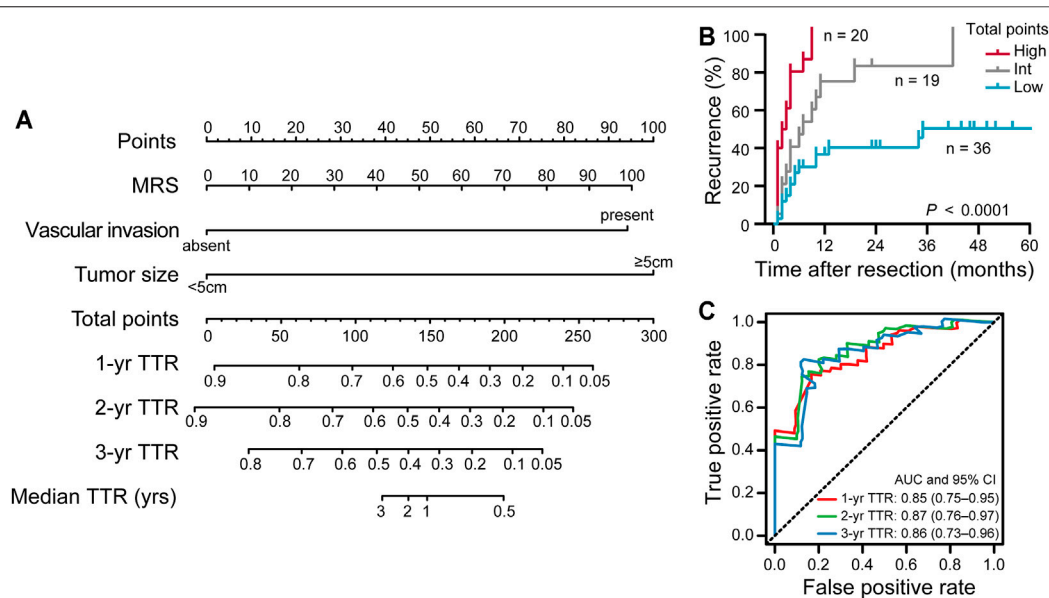 A
Points
0 10 20 30 40 50 60 70 80 90 100
MRS
0 10 20 30 40 50 60 70 80 90 100
Vascular invasion
absent
present
Tumor size
<5cm
≥5cm
Total points
0 50 100 150 200 250 300
1-yr TTR
0.9 0.8 0.7 0.6 0.5 0.4 0.3 0.2 0.1 0.05
2-yr TTR
0.9 0.8 0.7 0.6 0.5 0.4 0.3 0.2 0.1 0.05
3-yr TTR
0.8 0.7 0.6 0.5 0.4 0.3 0.2 0.1 0.05
Median TTR (yrs)
3 2 1 0.5
B
Recurrence (%)
100
80
60
40
20
0
n = 20
n = 19
n = 36
Total points
High
Int
Low
P < 0.0001
0 12 24 36 48 60
Time after resection (months)
C
True positive rate
1.0
0.8
0.6
0.4
0.2
0.0
AUC and 95% CI
1-yr TTR: 0.85 (0.75–0.95)
2-yr TTR: 0.87 (0.76–0.97)
3-yr TTR: 0.86 (0.73–0.96)
0.0 0.2 0.4 0.6 0.8 1.0
False positive rate